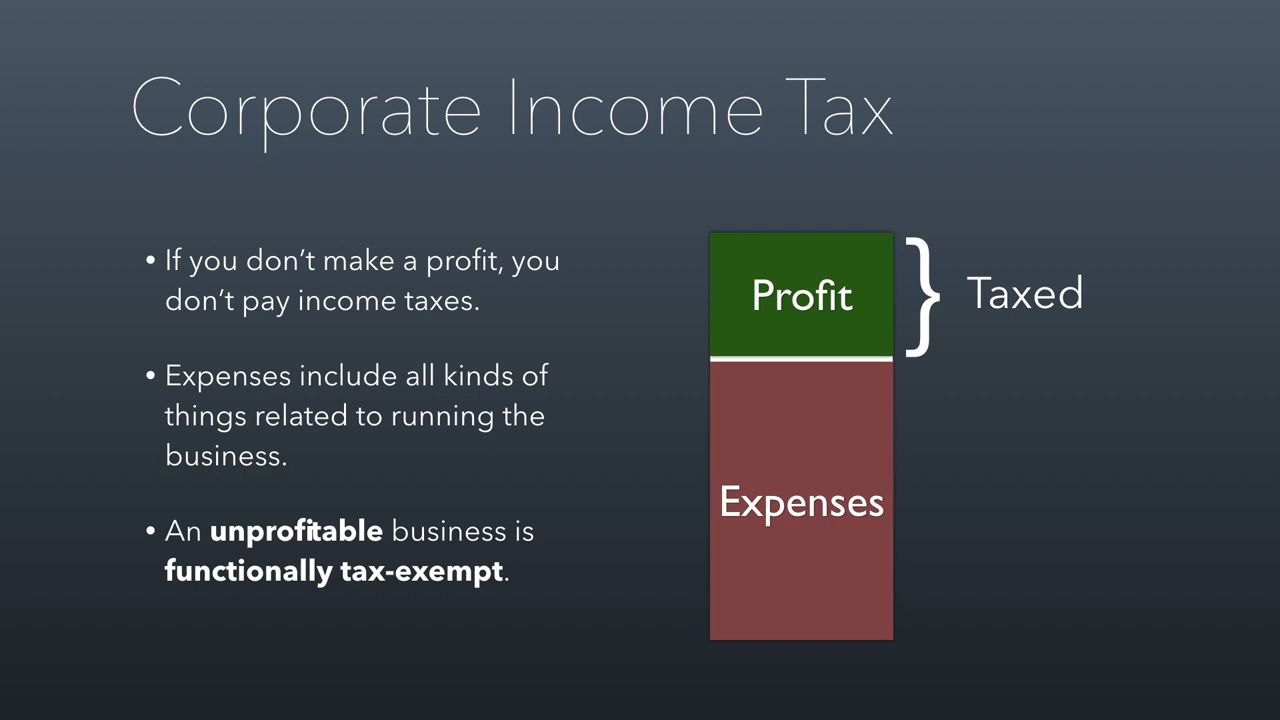 Corporate Income Tax
• If you don’t make a profit, you
don’t pay income taxes.
• Expenses include all kinds of
things related to running the
business.
• An unprofitable business is
functionally tax-exempt.
Profit
} Taxed
Expenses